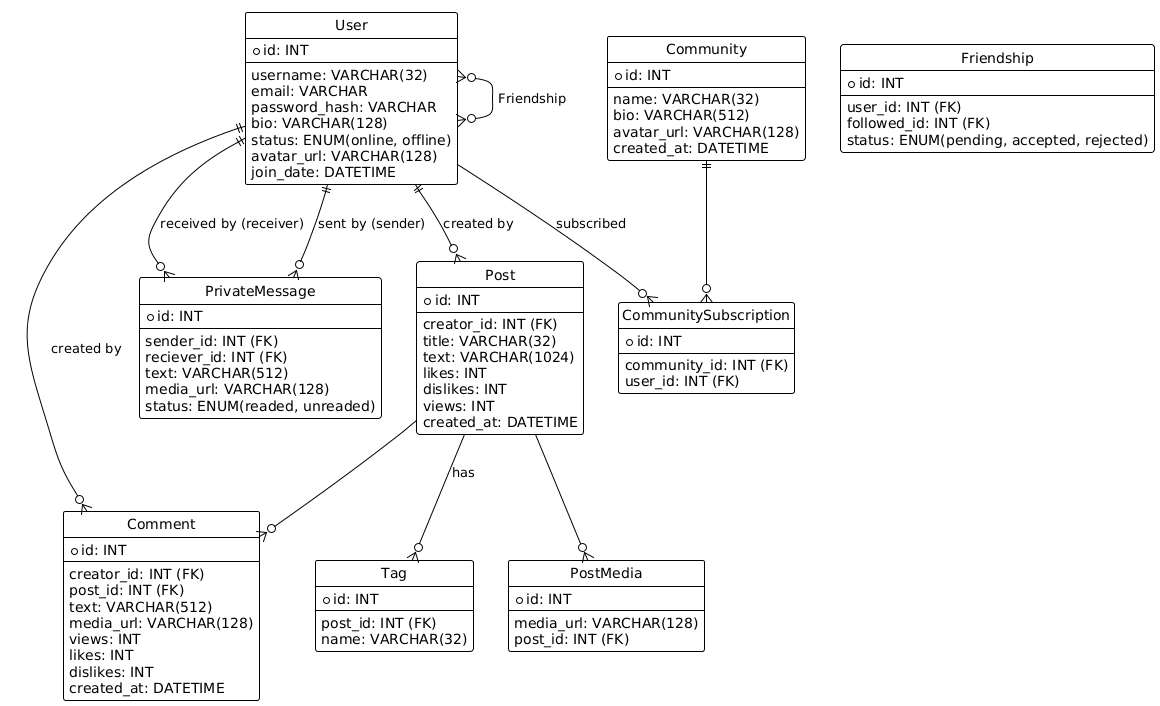 User
id: INT
username: VARCHAR(32)
email: VARCHAR
password_hash: VARCHAR
bio: VARCHAR(128)
status: ENUM(online, offline)
avatar_url: VARCHAR(128)
join_date: DATETIME
Friendship
Community
id: INT
name: VARCHAR(32)
bio: VARCHAR(512)
avatar_url: VARCHAR(128)
created_at: DATETIME
Friendship
id: INT
user_id: INT (FK)
followed_id: INT (FK)
status: ENUM(pending, accepted, rejected)
received by (receiver)
sent by (sender)
created by
subscribed
PrivateMessage
id: INT
sender_id: INT (FK)
reciever_id: INT (FK)
text: VARCHAR(512)
media_url: VARCHAR(128)
status: ENUM(readed, unreaded)
Post
id: INT
creator_id: INT (FK)
title: VARCHAR(32)
text: VARCHAR(1024)
likes: INT
dislikes: INT
views: INT
created_at: DATETIME
CommunitySubscription
id: INT
community_id: INT (FK)
user_id: INT (FK)
created by
has
Comment
id: INT
creator_id: INT (FK)
post_id: INT (FK)
text: VARCHAR(512)
media_url: VARCHAR(128)
views: INT
likes: INT
dislikes: INT
created_at: DATETIME
Tag
id: INT
post_id: INT (FK)
name: VARCHAR(32)
PostMedia
id: INT
media_url: VARCHAR(128)
post_id: INT (FK)